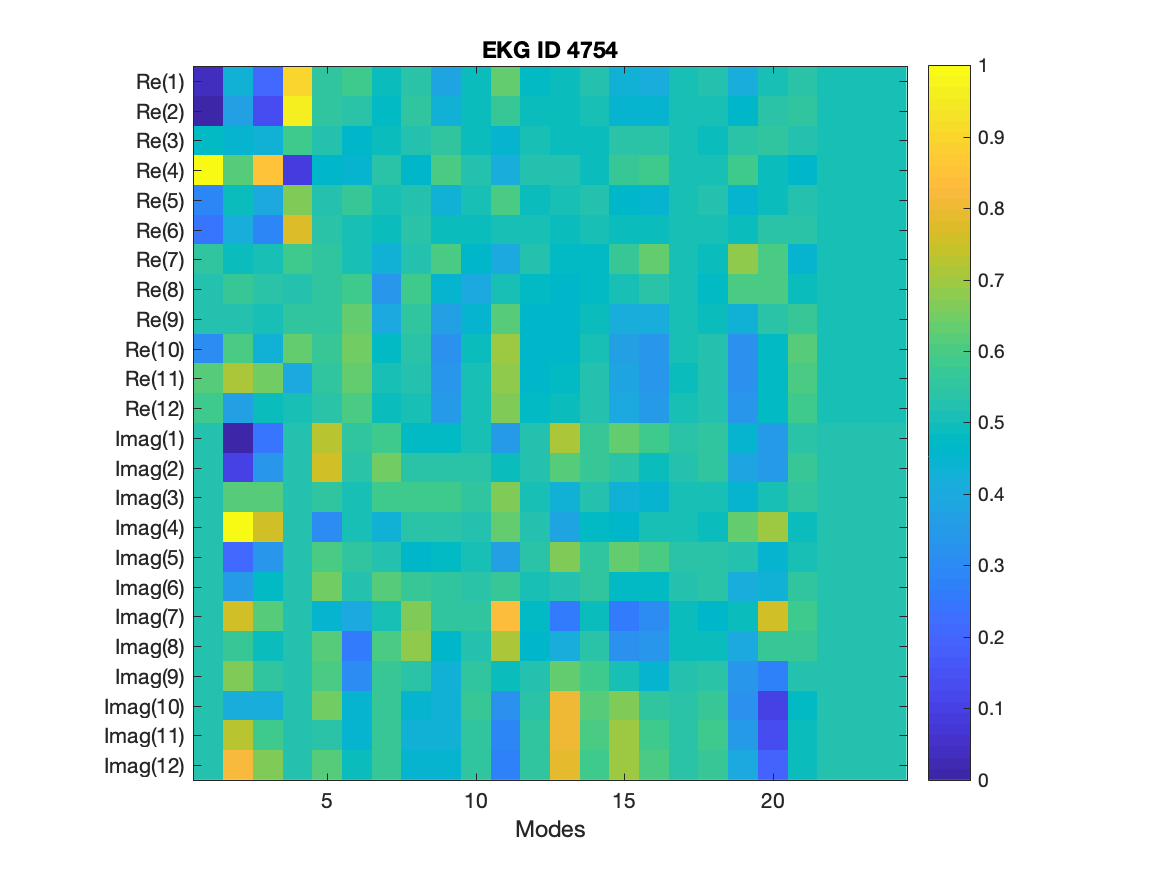 EKG ID 4754
Re(1)
Re(2)
Re(3)
Re(4)
Re(5)
Re(6)
Re(7)
Re(8)
Re(9)
Re(10)
Re(11)
Re(12)
Imag(1)
Imag(2)
Imag(3)
Imag(4)
Imag(5)
Imag(6)
Imag(7)
Imag(8)
Imag(9)
Imag(10)
Imag(11)
Imag(12)
5 10 15 20
Modes
1
0.9
0.8
0.7
0.6
0.5
0.4
0.3
0.2
0.1
0